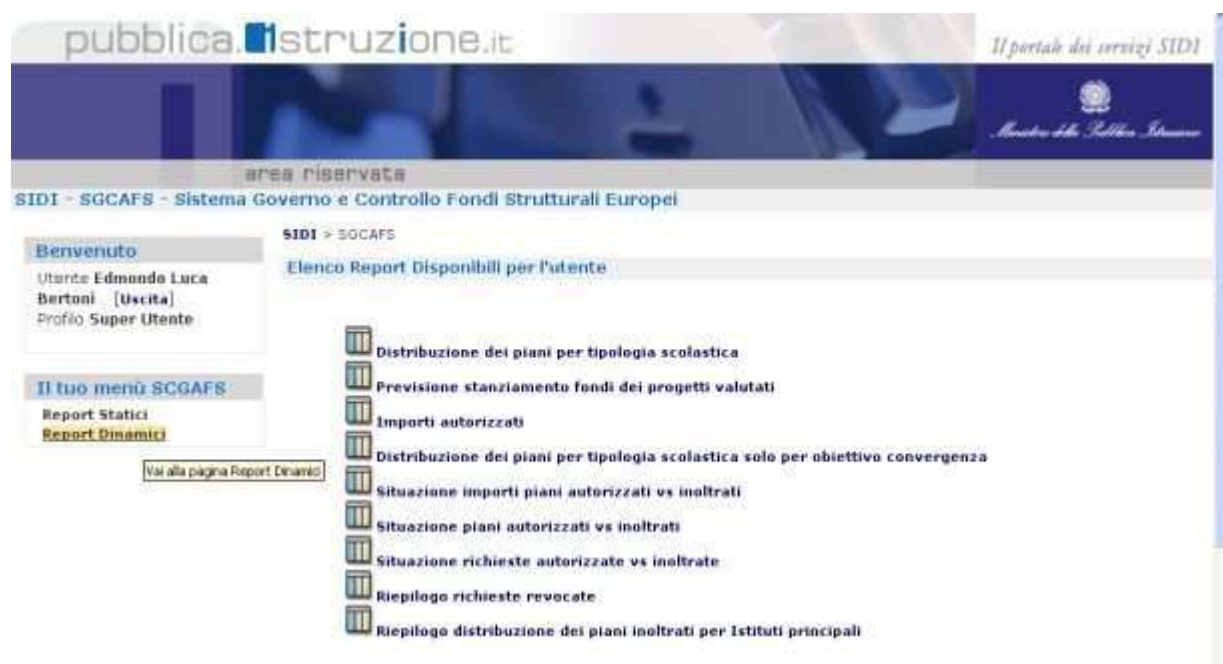 pubblica.istruzione.it
Il portale dei servizi SIDI
Ministero della Pubblica Istruzione
area riservata
SIDI - SGCAFS - Sistema Governo e Controllo Fondi Strutturali Europei
SIDI > SGCAFS
Benvenuto
Utente Edmondo Luca
Bertoni [Uscita]
Profilo Super Utente
Il tuo menù SCGAFS
Report Statici
Report Dinamici
Vai alla pagina Report Dinamici
Elenco Report Disponibili per l'utente
Distribuzione dei piani per tipologia scolastica
Previsione stanziamento fondi dei progetti valutati
Importi autorizzati
Distribuzione dei piani per tipologia scolastica solo per obiettivo convergenza
Situazione importi piani autorizzati vs inoltrati
Situazione piani autorizzati vs inoltrati
Situazione richieste autorizzate vs inoltrate
Riepilogo richieste revocate
Riepilogo distribuzione dei piani inoltrati per Istituti principali